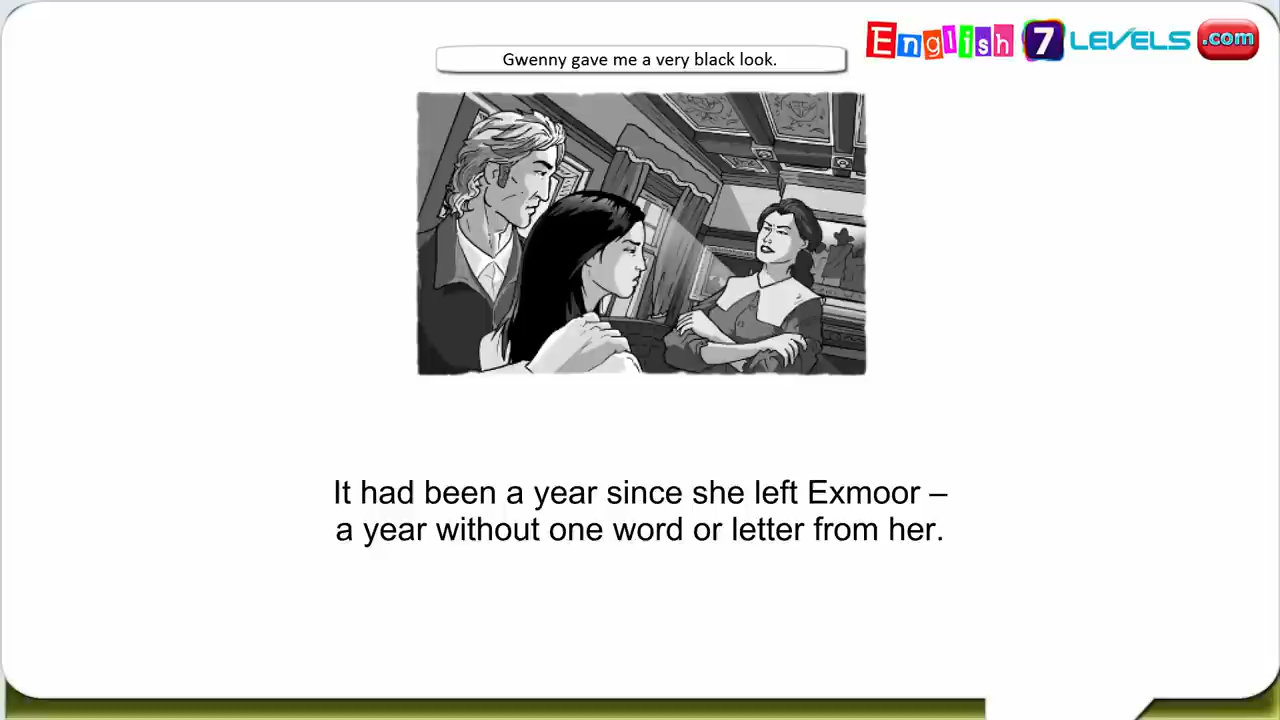 English 7 LEVELS .com
Gwenny gave me a very black look.
It had been a year since she left Exmoor –
a year without one word or letter from her.